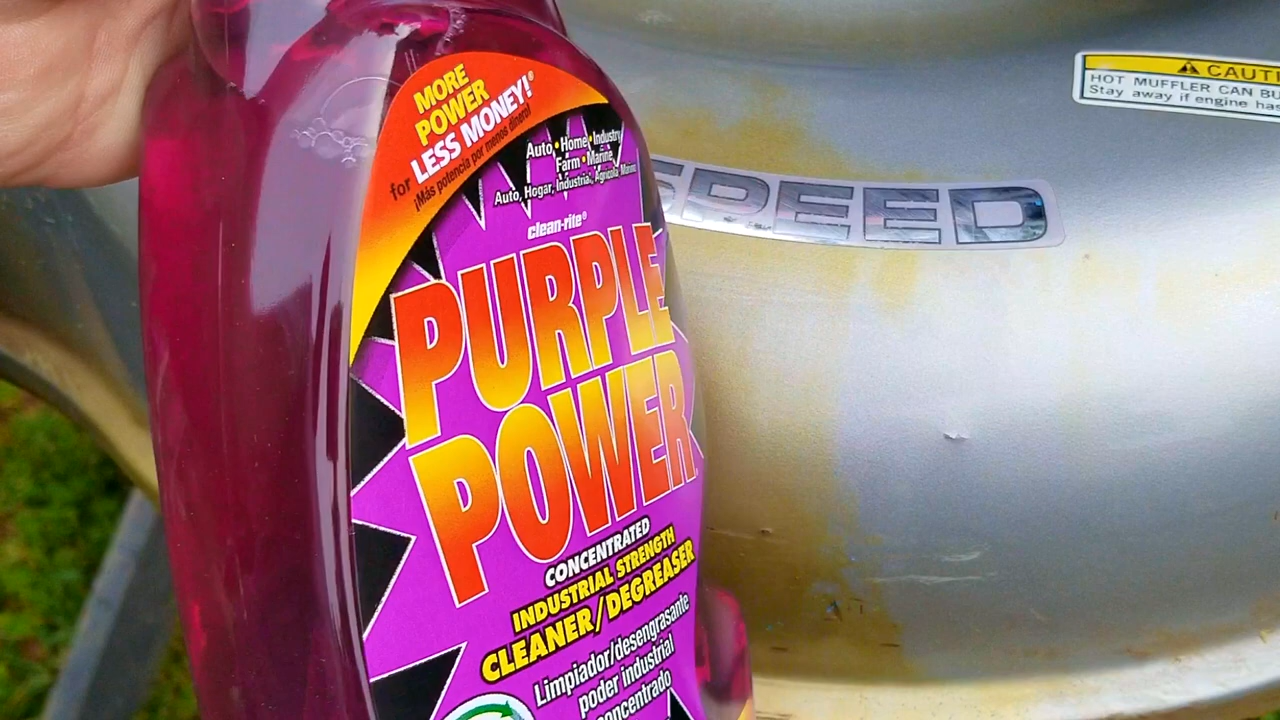 MORE
POWER
for LESS MONEY!®
¡Más potencia por menos dinero!
Auto • Home • Industry
Farm • Marine
Auto, Hogar, Industrial, Agrícola, Marino
clean-rite®
PURPLE
POWER
CONCENTRATED
INDUSTRIAL STRENGTH
CLEANER/DEGREASER
Limpiador/desengrasante
poder industrial
concentrado
SPEED
CAUTI
HOT MUFFLER CAN BU
Stay away if engine has